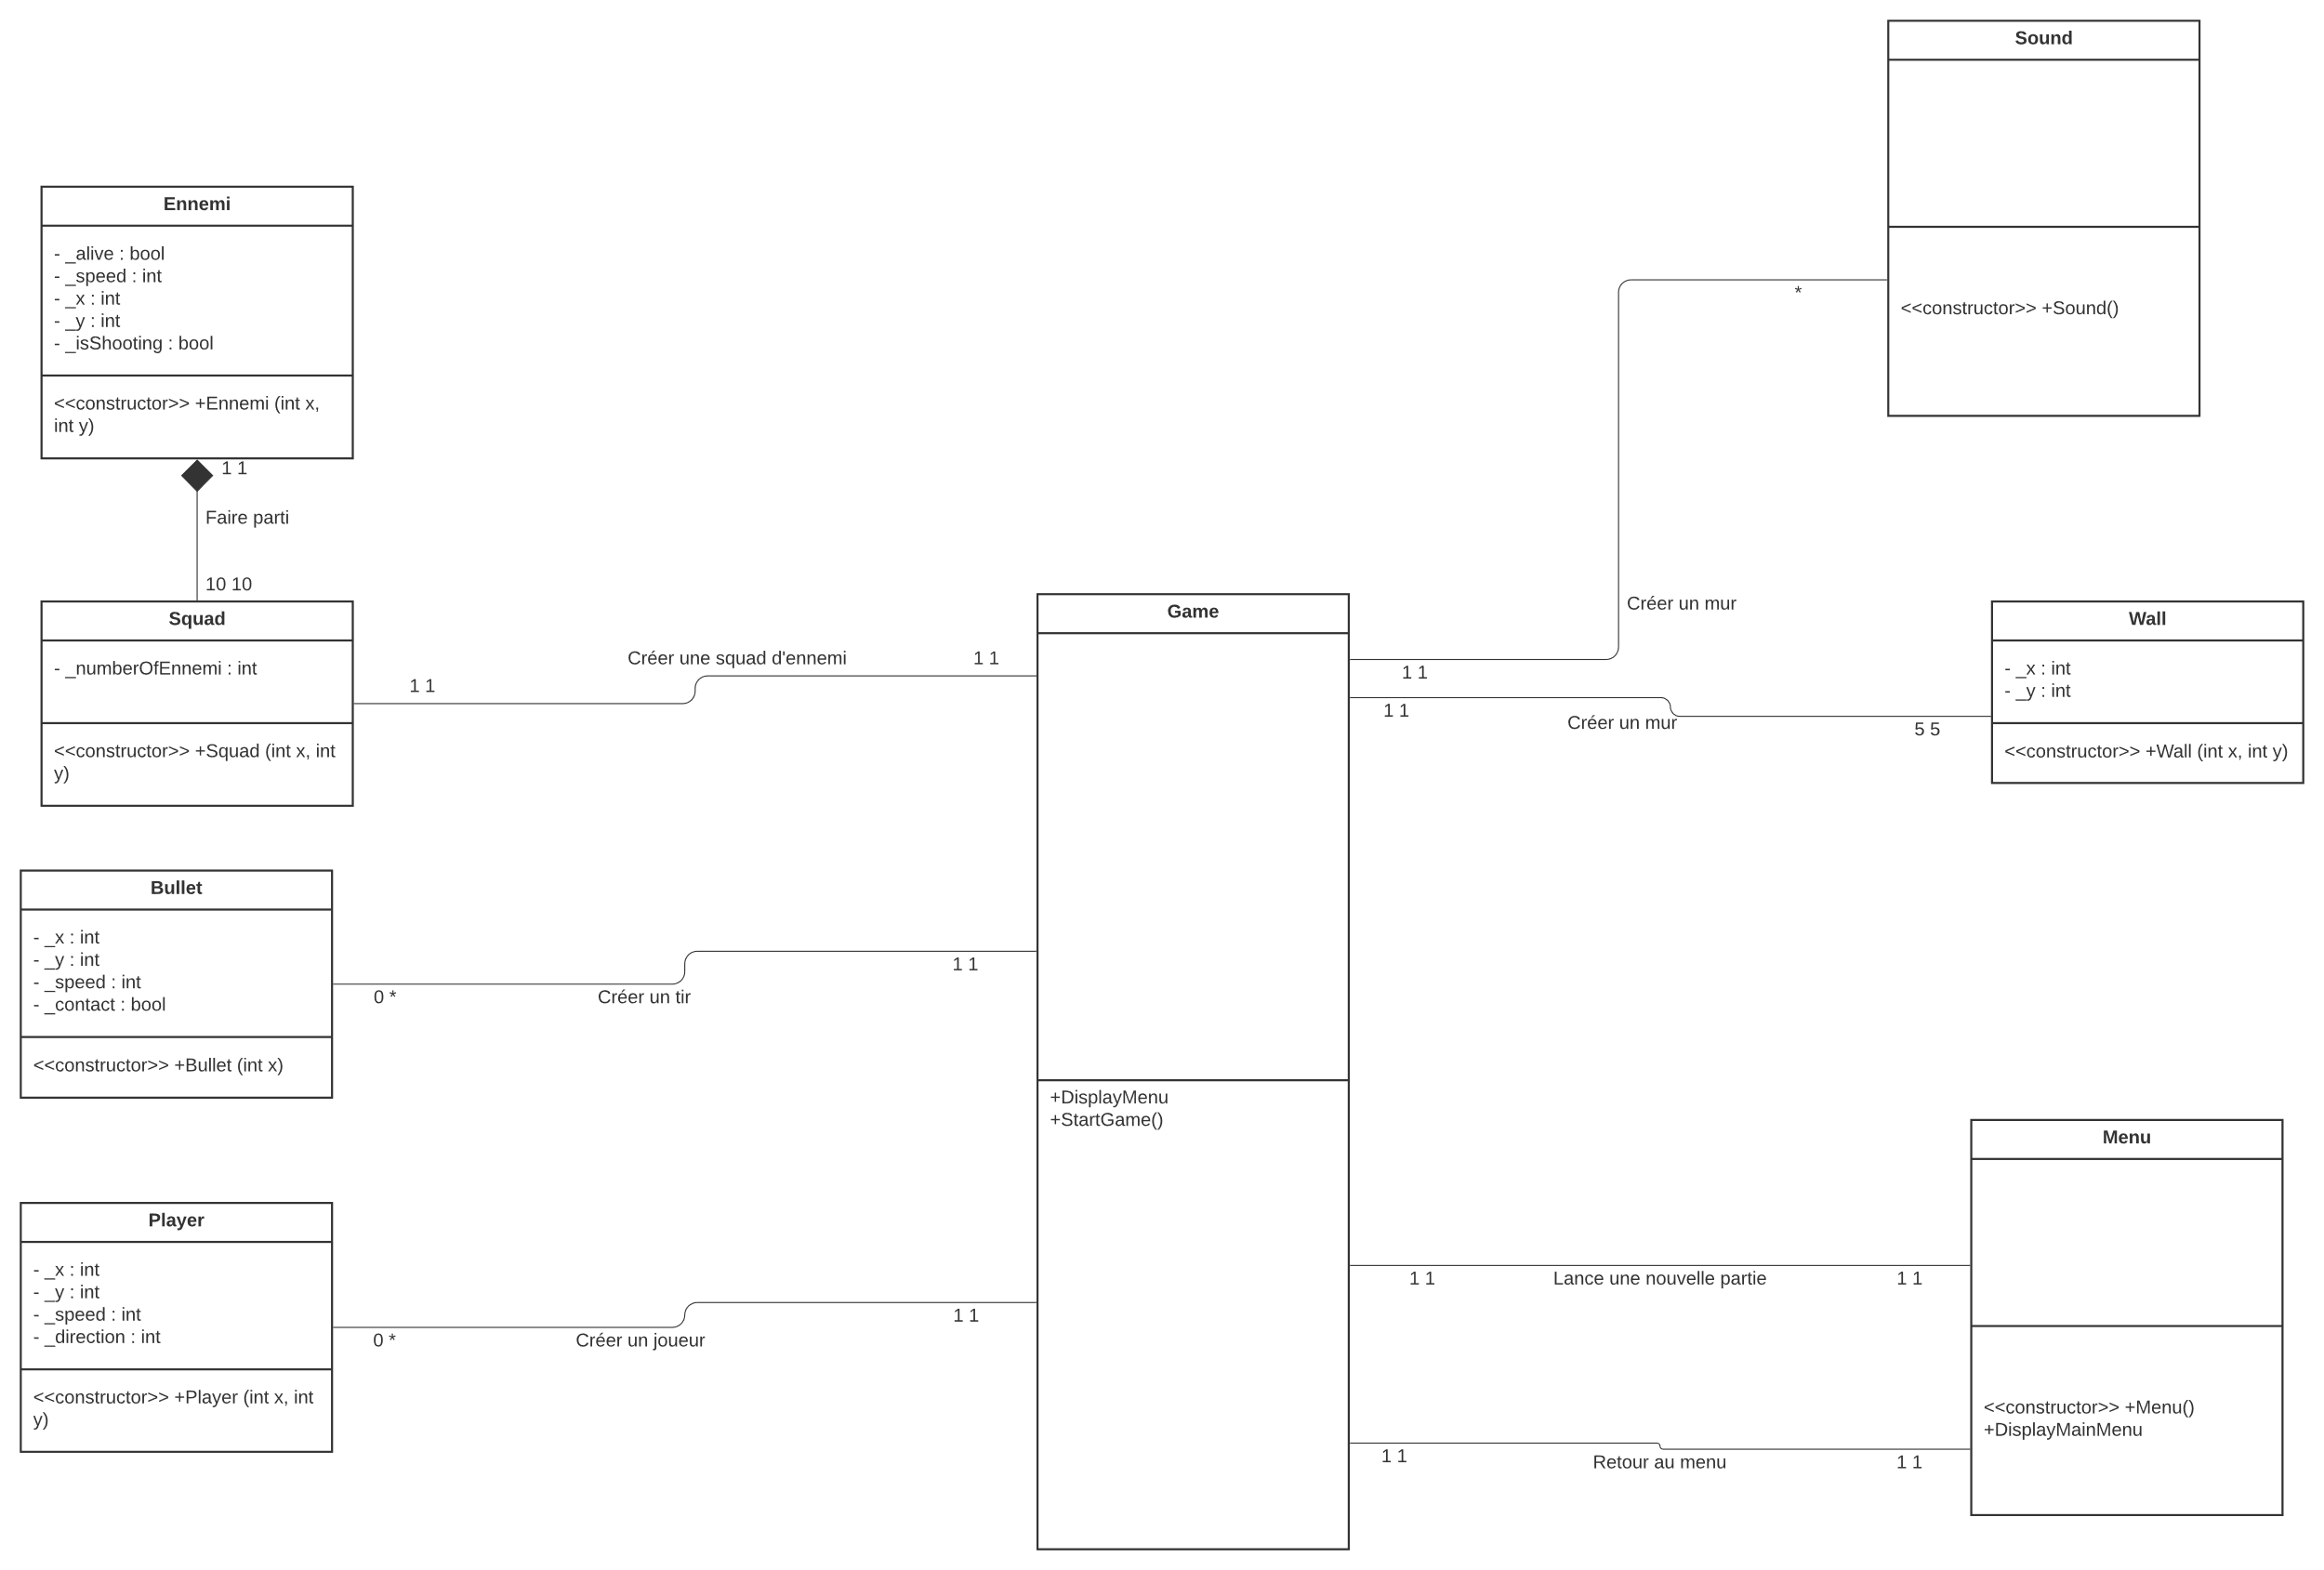 Sound
<<constructor>> +Sound()
*
Ennemi
- _alive : bool
- _speed : int
- _x : int
- _y : int
- _isShooting : bool
<<constructor>> +Ennemi (int x,
int y)
1 1
Faire parti
10 10
Squad
- _numberOfEnnemi : int
<<constructor>> +Squad (int x, int
y)
1 1
Créer une squad d'ennemi
1 1
Game
+DisplayMenu
+StartGame()
1 1
Créer un mur
1 1
Créer un mur
5 5
Wall
- _x : int
- _y : int
<<constructor>> +Wall (int x, int y)
Bullet
- _x : int
- _y : int
- _speed : int
- _contact : bool
<<constructor>> +Bullet (int x)
0 *
Créer un tir
1 1
Player
- _x : int
- _y : int
- _speed : int
- _direction : int
<<constructor>> +Player (int x, int
y)
0 *
Créer un joueur
1 1
Menu
<<constructor>> +Menu()
+DisplayMainMenu
1 1
Lance une nouvelle partie
1 1
1 1
Retour au menu
1 1